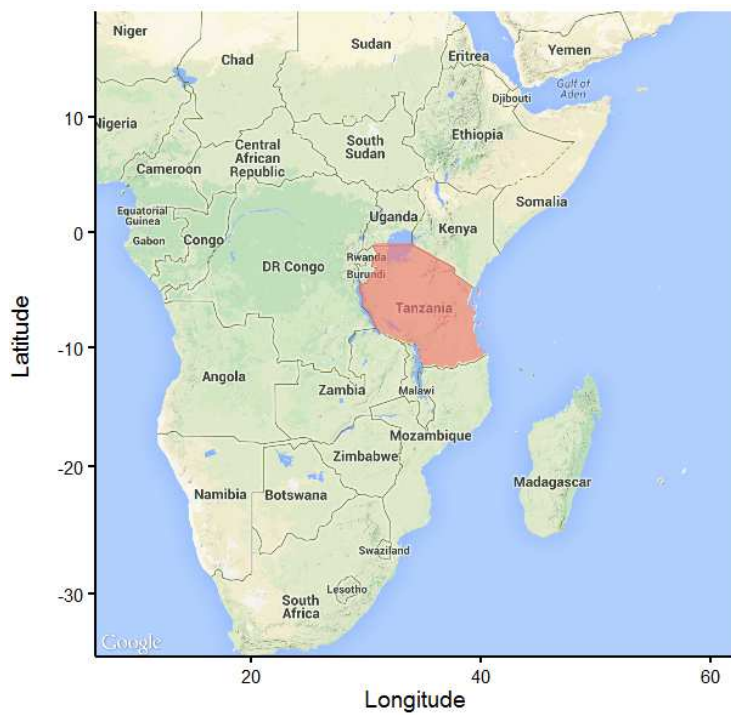 Niger
Chad
Sudan
Eritrea
Yemen
Gulf of
Aden
Djibouti
Nigeria
10
Ethiopia
South
Sudan
Central
African
Republic
Cameroon
Somalia
Equatorial
Guinea
Uganda
Kenya
0
Gabon
Congo
DR Congo
Rwanda
Burundi
Tanzania
Latitude
-10
Angola
Zambia
Malawi
Mozambique
Zimbabwe
-20
Madagascar
Namibia
Botswana
Swaziland
Lesotho
-30
South
Africa
Google
20
40
60
Longitude